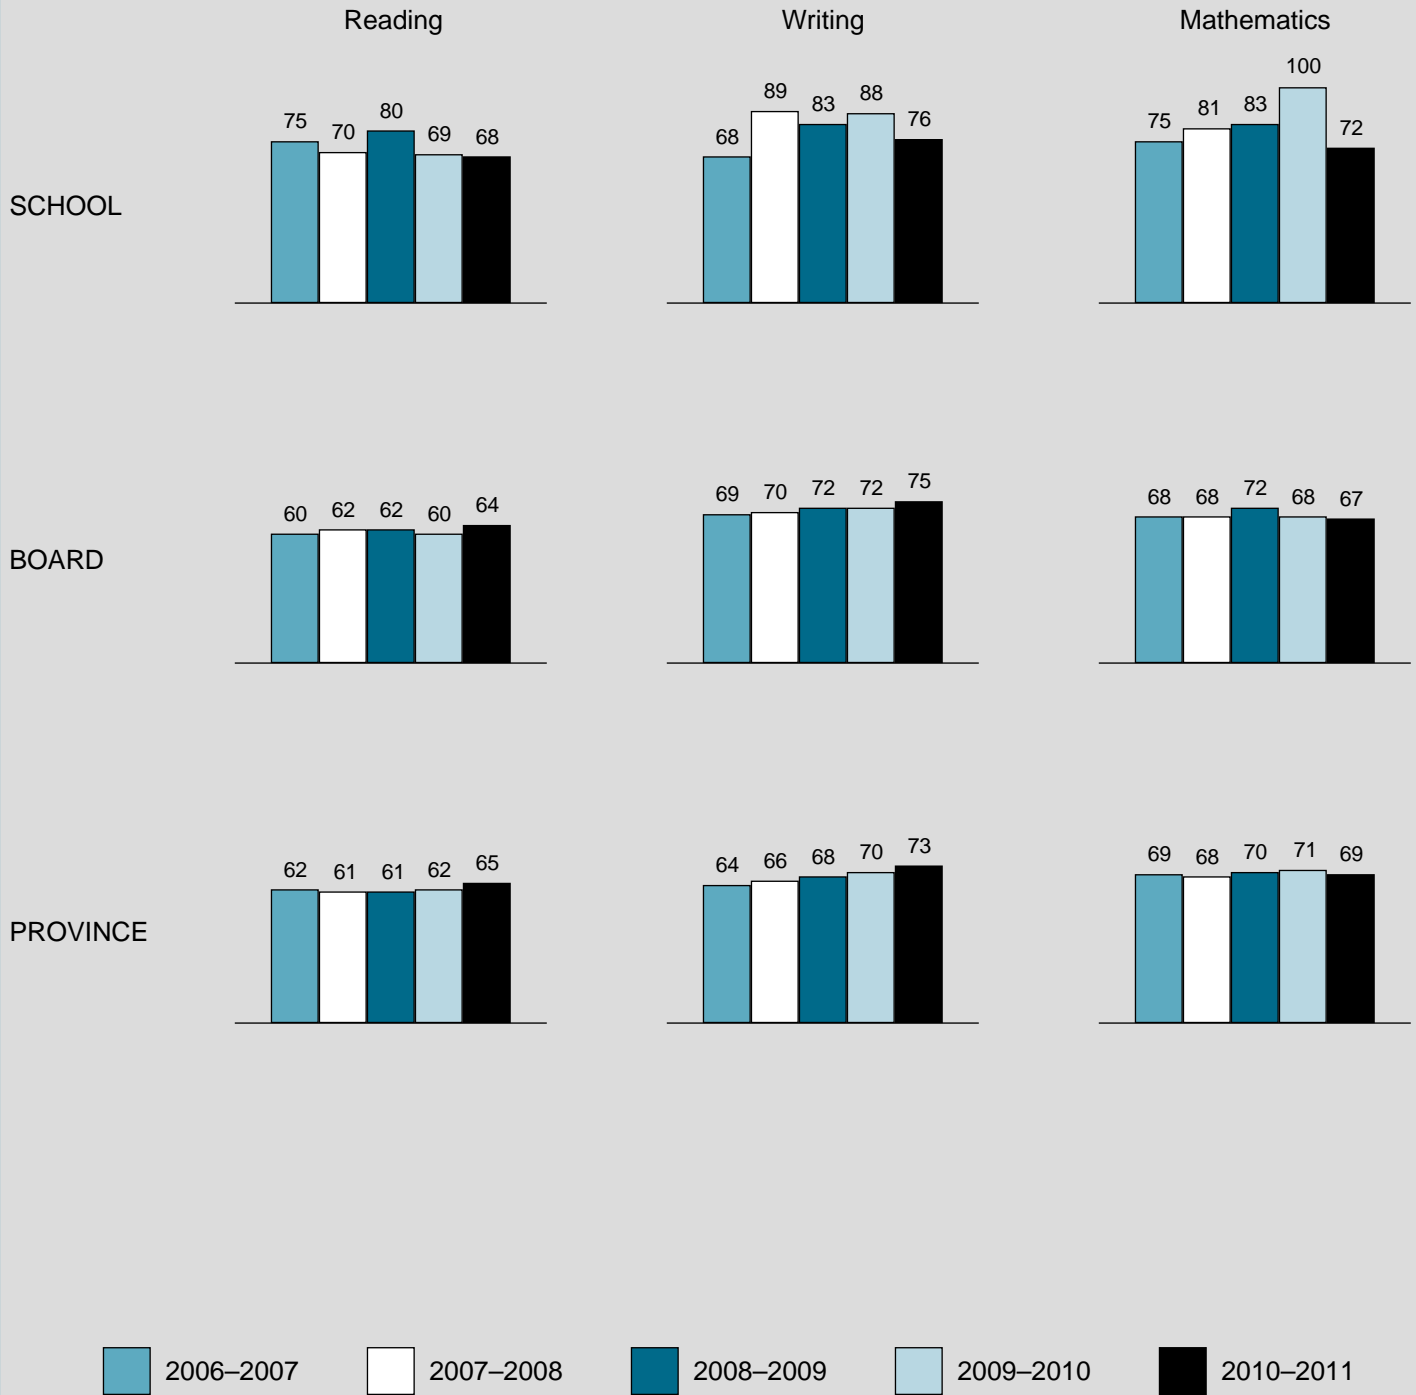 Reading Writing Mathematics
75 70 80 69 68
68 89 83 88 76
75 81 83 100 72
SCHOOL
60 62 62 60 64
69 70 72 72 75
68 68 72 68 67
BOARD
62 61 61 62 65
64 66 68 70 73
69 68 70 71 69
PROVINCE
2006–2007 2007–2008 2008–2009 2009–2010 2010–2011